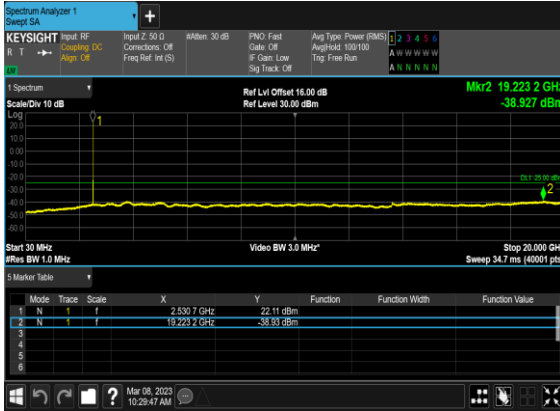 Spectrum Analyzer 1
Swept SA
+
KEYSIGHT
R T
Input: RF
Coupling: DC
Align: Off
Input Z: 50 Ω
Corrections: Off
Freq Ref: Int (S)
#Atten: 30 dB
PNO: Fast
Gate: Off
IF Gain: Low
Sig Track: Off
Avg Type: Power (RMS)
Avg|Hold: 100/100
Trig: Free Run
1 2 3 4 5 6
A W W W W W
A N N N N N
1 Spectrum
Scale/Div 10 dB
Ref Lvl Offset 16.00 dB
Ref Level 30.00 dBm
Mkr2 19.223 2 GHz
-38.927 dBm
Log
20.0
10.0
0.00
-10.0
-20.0
-30.0
-40.0
-50.0
-60.0
1
DL1 -25.00 dBm
2
Start 30 MHz
#Res BW 1.0 MHz
Video BW 3.0 MHz*
Stop 20.000 GHz
Sweep 34.7 ms (40001 pts)
5 Marker Table
Mode Trace Scale X Y Function Function Width Function Value
1 N 1 f 2.530 7 GHz 22.11 dBm
2 N 1 f 19.223 2 GHz -38.93 dBm
3
4
5
6
?
Mar 08, 2023
10:29:47 AM